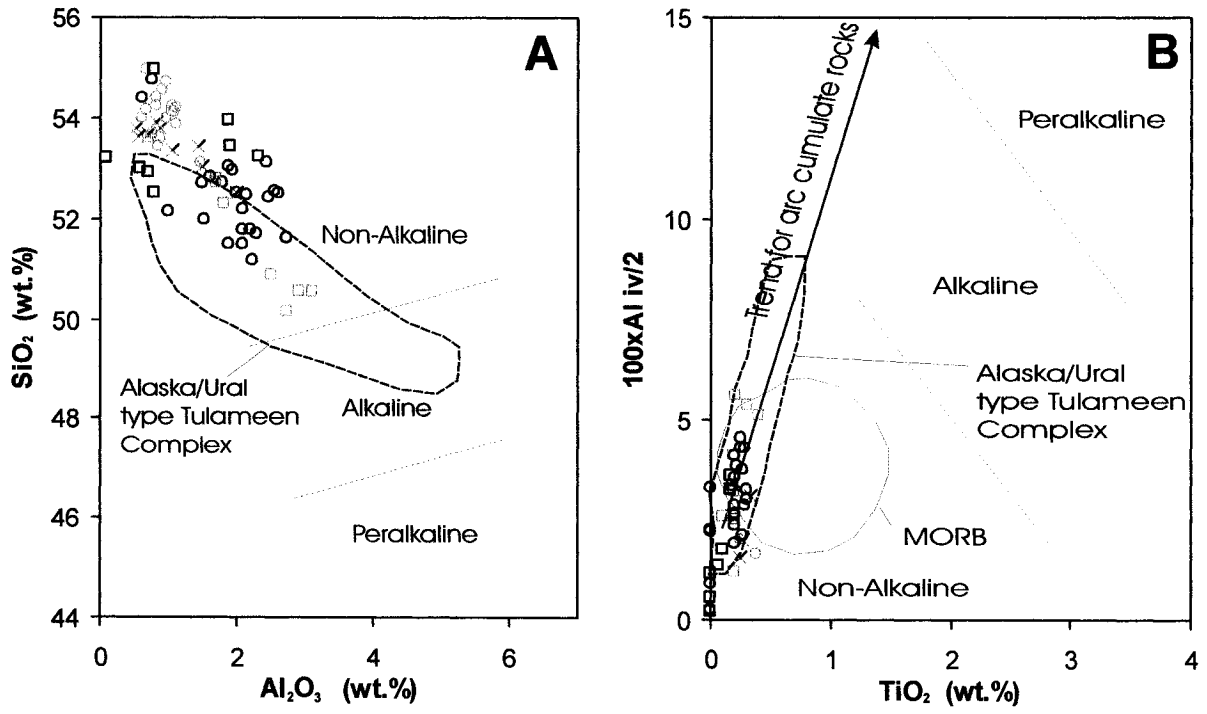 56
54
52
50
48
46
44
SiO₂ (wt.%)
A
Non-Alkaline
Alaska/Ural
type Tulameen
Complex
Alkaline
Peralkaline
0
2
4
6
Al₂O₃ (wt.%)
15
10
5
0
100xAl iv/2
B
Trend for arc cumulate rocks
Peralkaline
Alkaline
Alaska/Ural
type Tulameen
Complex
MORB
Non-Alkaline
0
1
2
3
4
TiO₂ (wt.%)